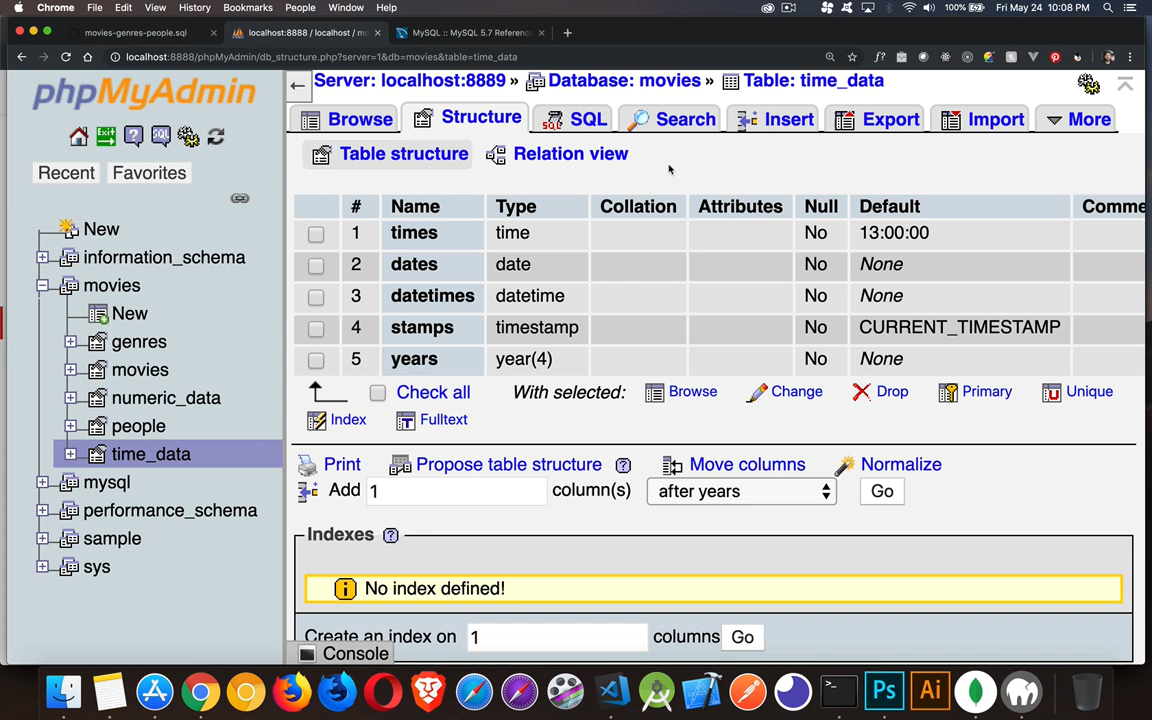 Chrome File Edit View History Bookmarks People Window Help 100% Fri May 24 10:08 PM
movies-genres-people.sql × localhost:8888 / localhost / mo × MySQL :: MySQL 5.7 Referenc × +
localhost:8888/phpMyAdmin/db_structure.php?server=1&db=movies&table=time_data
phpMyAdmin
Recent Favorites
New
information_schema
movies
New
genres
movies
numeric_data
people
time_data
mysql
performance_schema
sample
sys
Server: localhost:8889 » Database: movies » Table: time_data
Browse Structure SQL Search Insert Export Import More
Table structure Relation view
# Name Type Collation Attributes Null Default Comme
1 times time No 13:00:00
2 dates date No None
3 datetimes datetime No None
4 stamps timestamp No CURRENT_TIMESTAMP
5 years year(4) No None
Check all With selected: Browse Change Drop Primary Unique
Index Fulltext
Print Propose table structure Move columns Normalize
Add 1 column(s) after years Go
Indexes
No index defined!
Create an index on 1 columns Go
Console
Ps Ai